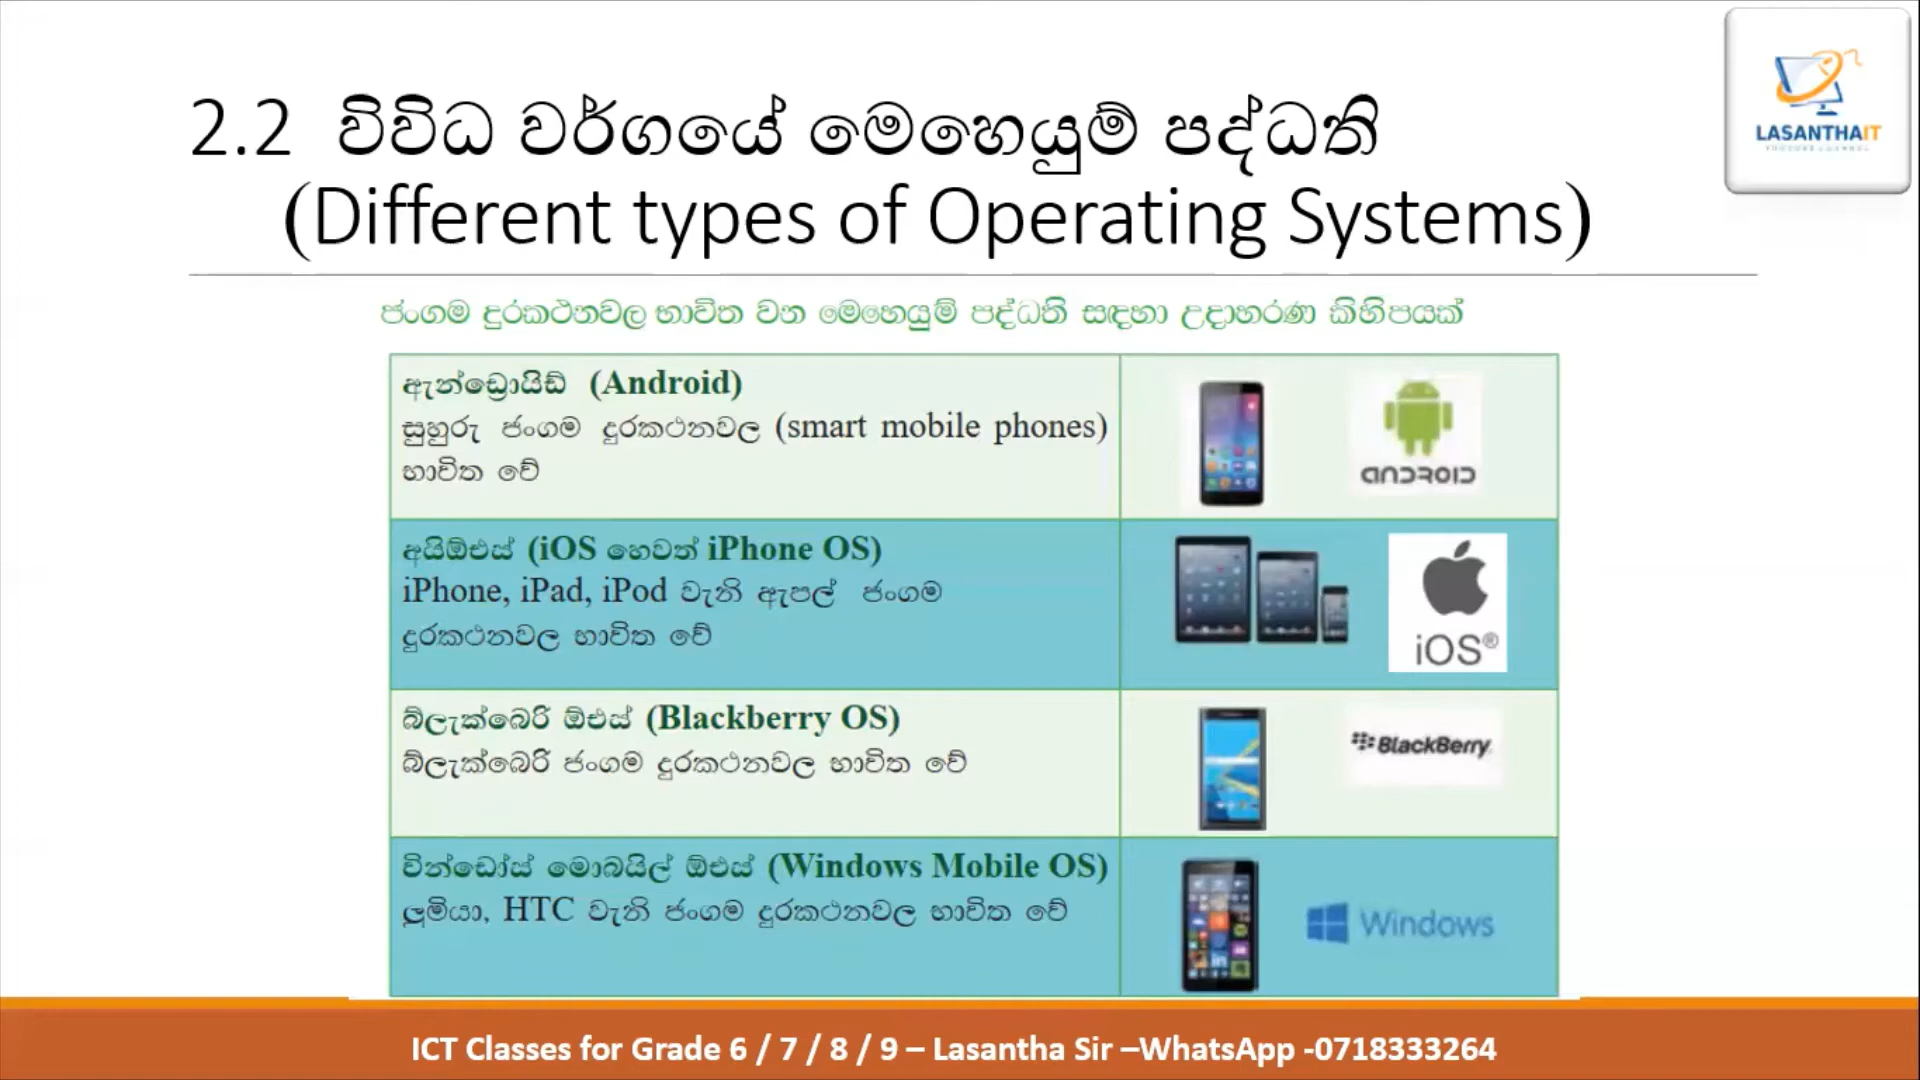 LASANTHAIT
2.2 විවිධ වර්ගයේ මෙහෙයුම් පද්ධති
(Different types of Operating Systems)
ජංගම දුරකථනවල භාවිත වන මෙහෙයුම් පද්ධති සඳහා උදාහරණ කිහිපයක්
ඇන්ඩ්‍රොයිඩ් (Android)
සුහුරු ජංගම දුරකථනවල (smart mobile phones)
භාවිත වේ
ANDROID
අයිඕඑස් (iOS හෙවත් iPhone OS)
iPhone, iPad, iPod වැනි ඇපල් ජංගම
දුරකථනවල භාවිත වේ
iOS®
බ්ලැක්බෙරි ඕඑස් (Blackberry OS)
බ්ලැක්බෙරි ජංගම දුරකථනවල භාවිත වේ
BlackBerry
වින්ඩෝස් මොබයිල් ඕඑස් (Windows Mobile OS)
ලුමියා, HTC වැනි ජංගම දුරකථනවල භාවිත වේ
Windows
ICT Classes for Grade 6 / 7 / 8 / 9 – Lasantha Sir –WhatsApp -0718333264